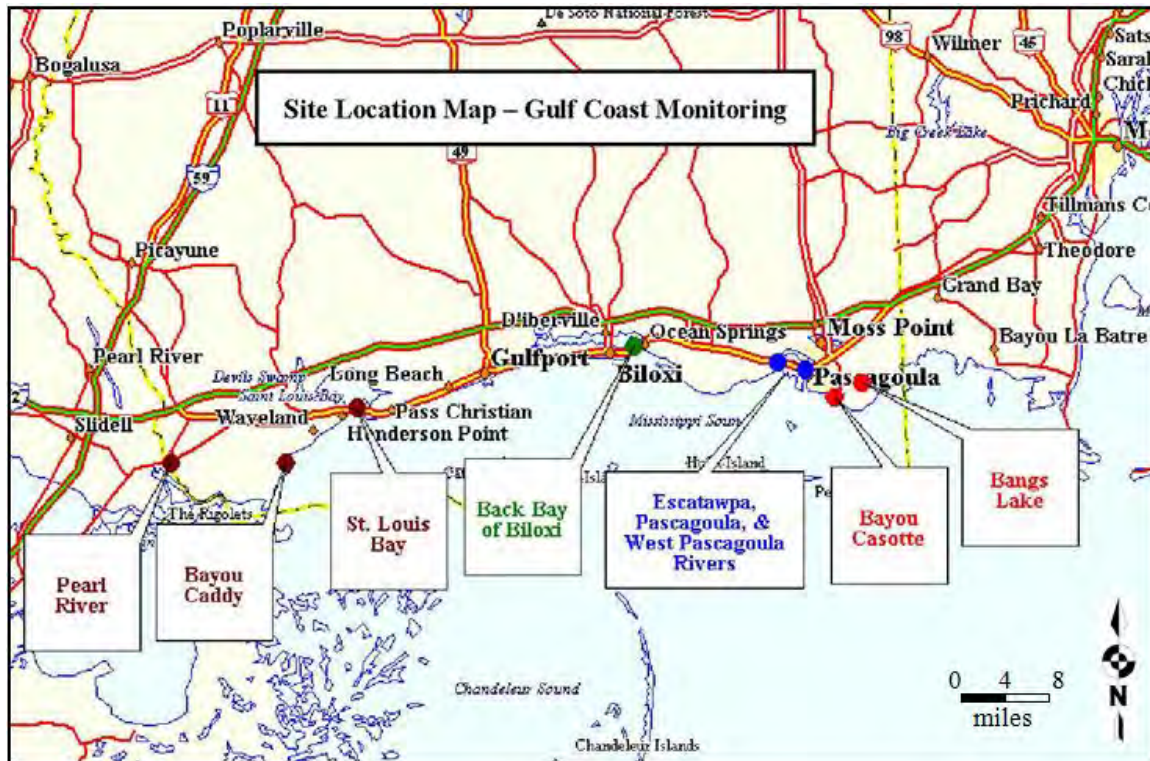 De Soto National Forest
Poplarville
98
Wilmer
45
Bogalusa
Prichard
11
Site Location Map – Gulf Coast Monitoring
Big Creek Lake
49
59
Tillmans
Picayune
Theodore
Grand Bay
D'Iberville
Ocean Springs
Moss Point
Bayou La Batre
Pearl River
Gulfport
Biloxi
Devils Swamp
Long Beach
Pascagoula
Saint Louis Bay
Waveland
Pass Christian
Mississippi Sound
Slidell
Henderson Point
The Rigolets
Pearl
River
Bayou
Caddy
St. Louis
Bay
Back Bay
of Biloxi
Escatawpa,
Pascagoula, &
West Pascagoula
Rivers
Bayou
Casotte
Bangs
Lake
Chandeleur Sound
Chandeleur Islands
0 4 8
miles
N